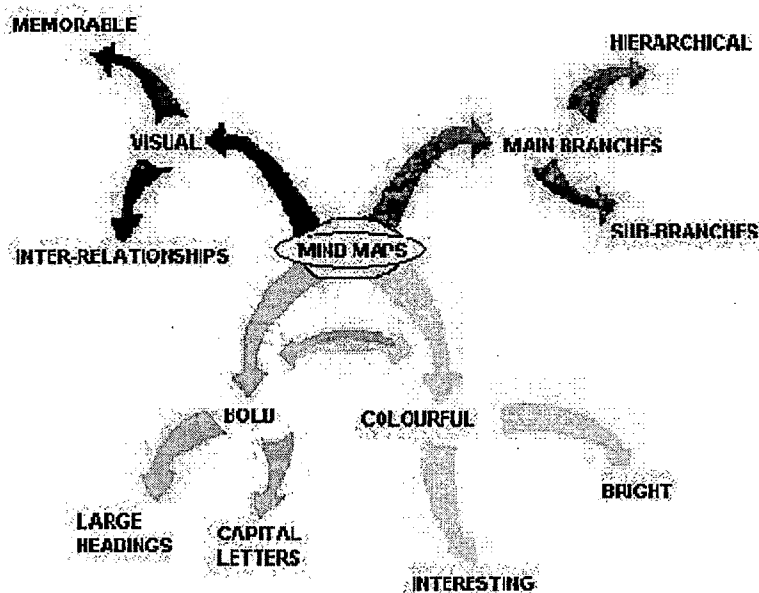 MEMORABLE
HIERARCHICAL
VISUAL
MAIN BRANCHES
INTER-RELATIONSHIPS
MIND MAPS
SUB-BRANCHES
BOLD
COLOURFUL
LARGE
HEADINGS
CAPITAL
LETTERS
BRIGHT
INTERESTING